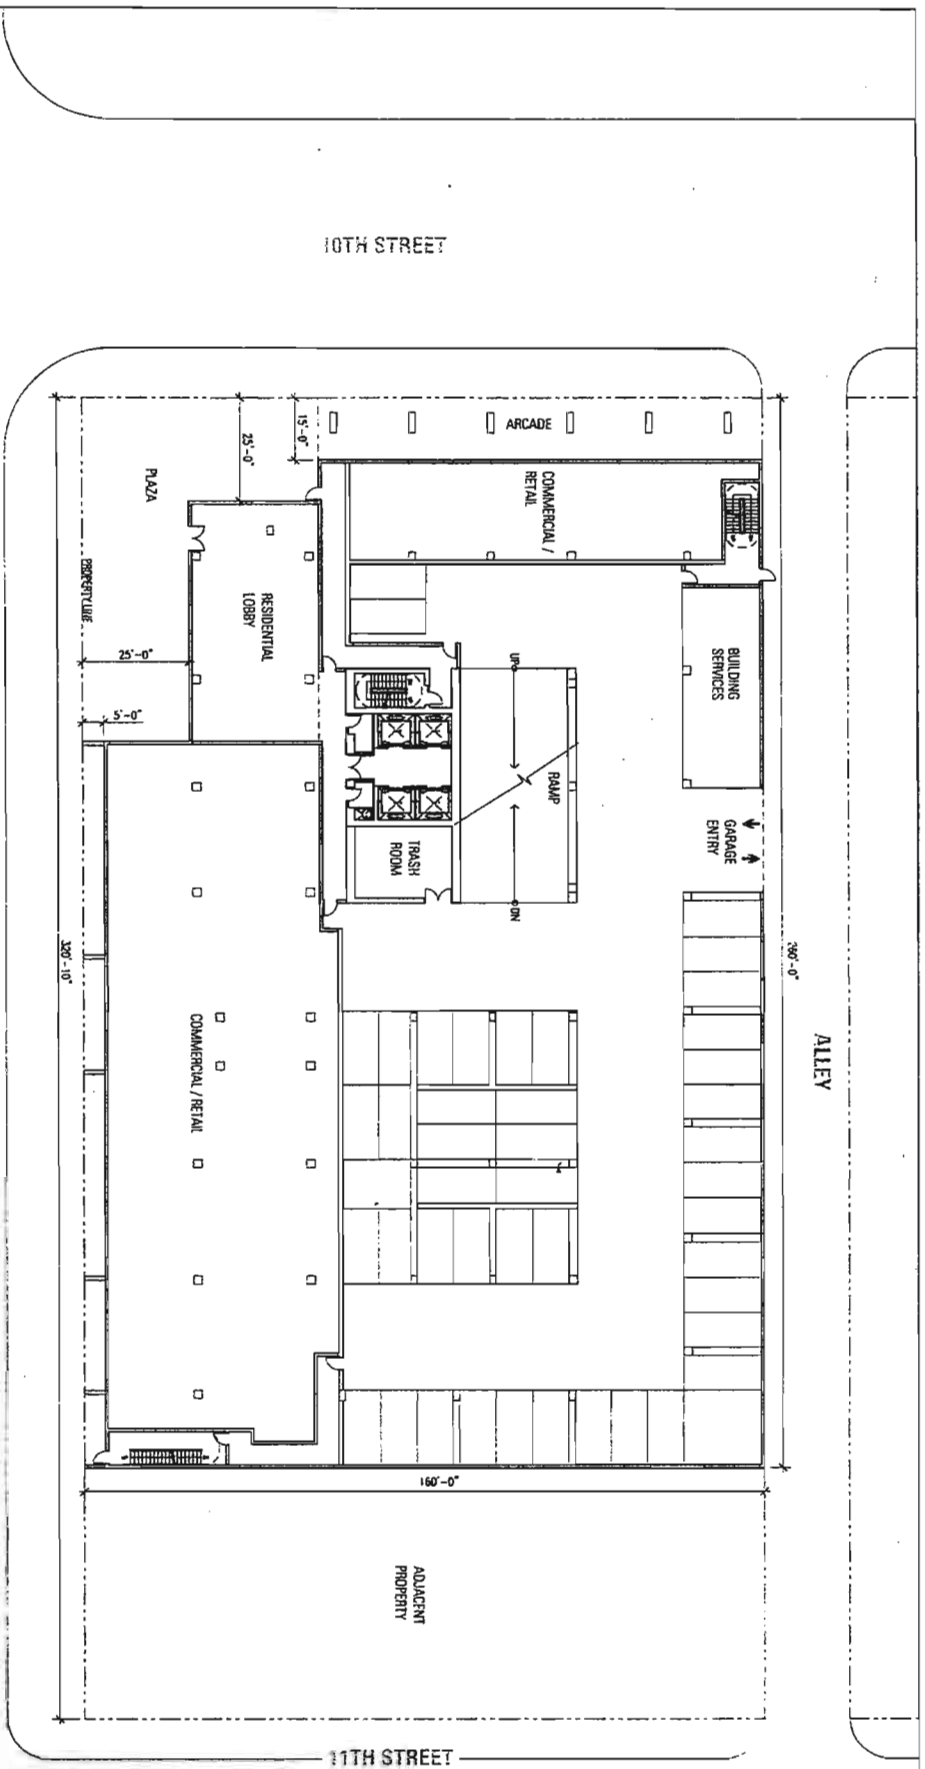 10TH STREET
ARCADE
15'-0"
25'-0"
PLAZA
COMMERCIAL /
RETAIL
PROPERTY LINE
RESIDENTIAL
LOBBY
25'-0"
5'-0"
UP
BUILDING
SERVICES
RAMP
GARAGE
ENTRY
TRASH
ROOM
DN
320'-10"
260'-0"
COMMERCIAL / RETAIL
ALLEY
160'-0"
ADJACENT
PROPERTY
11TH STREET